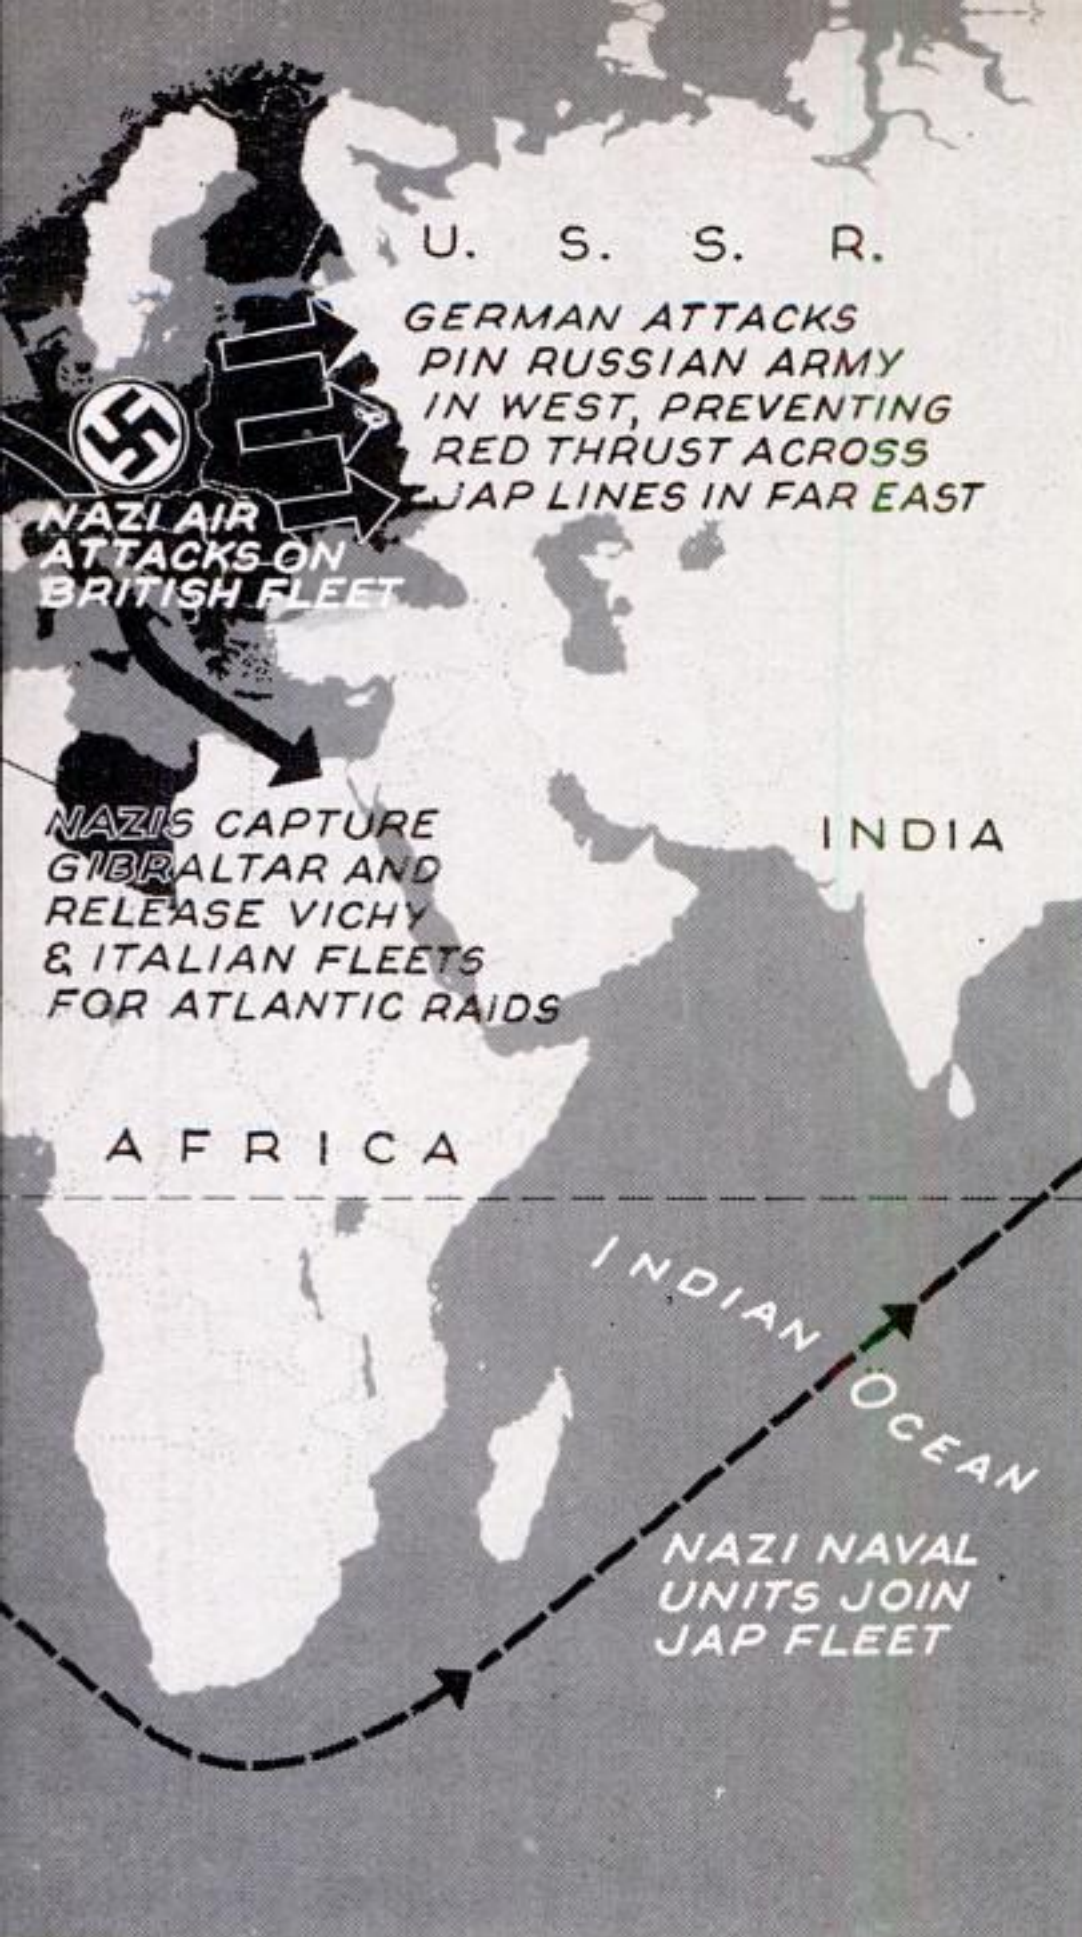 U. S. S. R.
GERMAN ATTACKS
PIN RUSSIAN ARMY
IN WEST, PREVENTING
RED THRUST ACROSS
JAP LINES IN FAR EAST
NAZI AIR
ATTACKS ON
BRITISH FLEET
NAZIS CAPTURE
GIBRALTAR AND
RELEASE VICHY
& ITALIAN FLEETS
FOR ATLANTIC RAIDS
INDIA
AFRICA
INDIAN OCEAN
NAZI NAVAL
UNITS JOIN
JAP FLEET